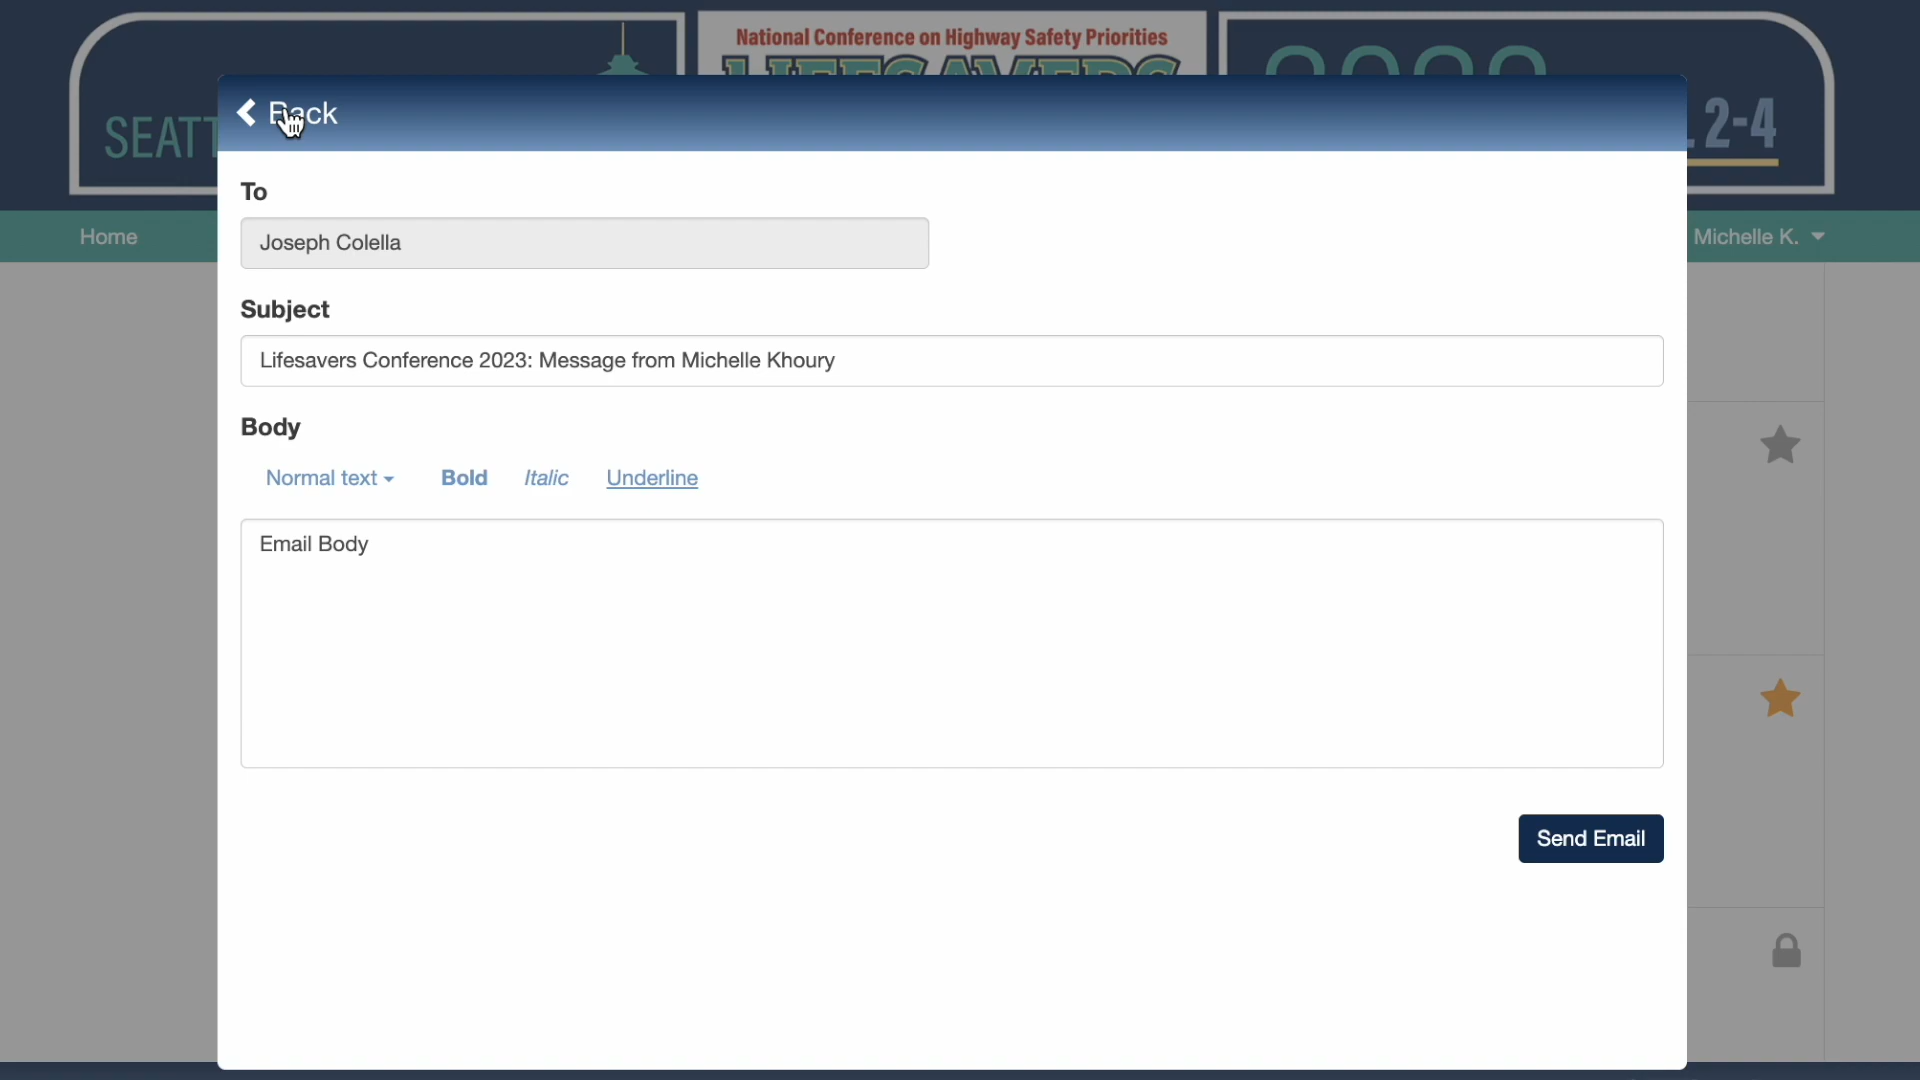 National Conference on Highway Safety Priorities
LIFESAVERS
SEATT
2-4
Back
Home
Michelle K.
To
Joseph Colella
Subject
Lifesavers Conference 2023: Message from Michelle Khoury
Body
Normal text Bold Italic Underline
Email Body
Send Email